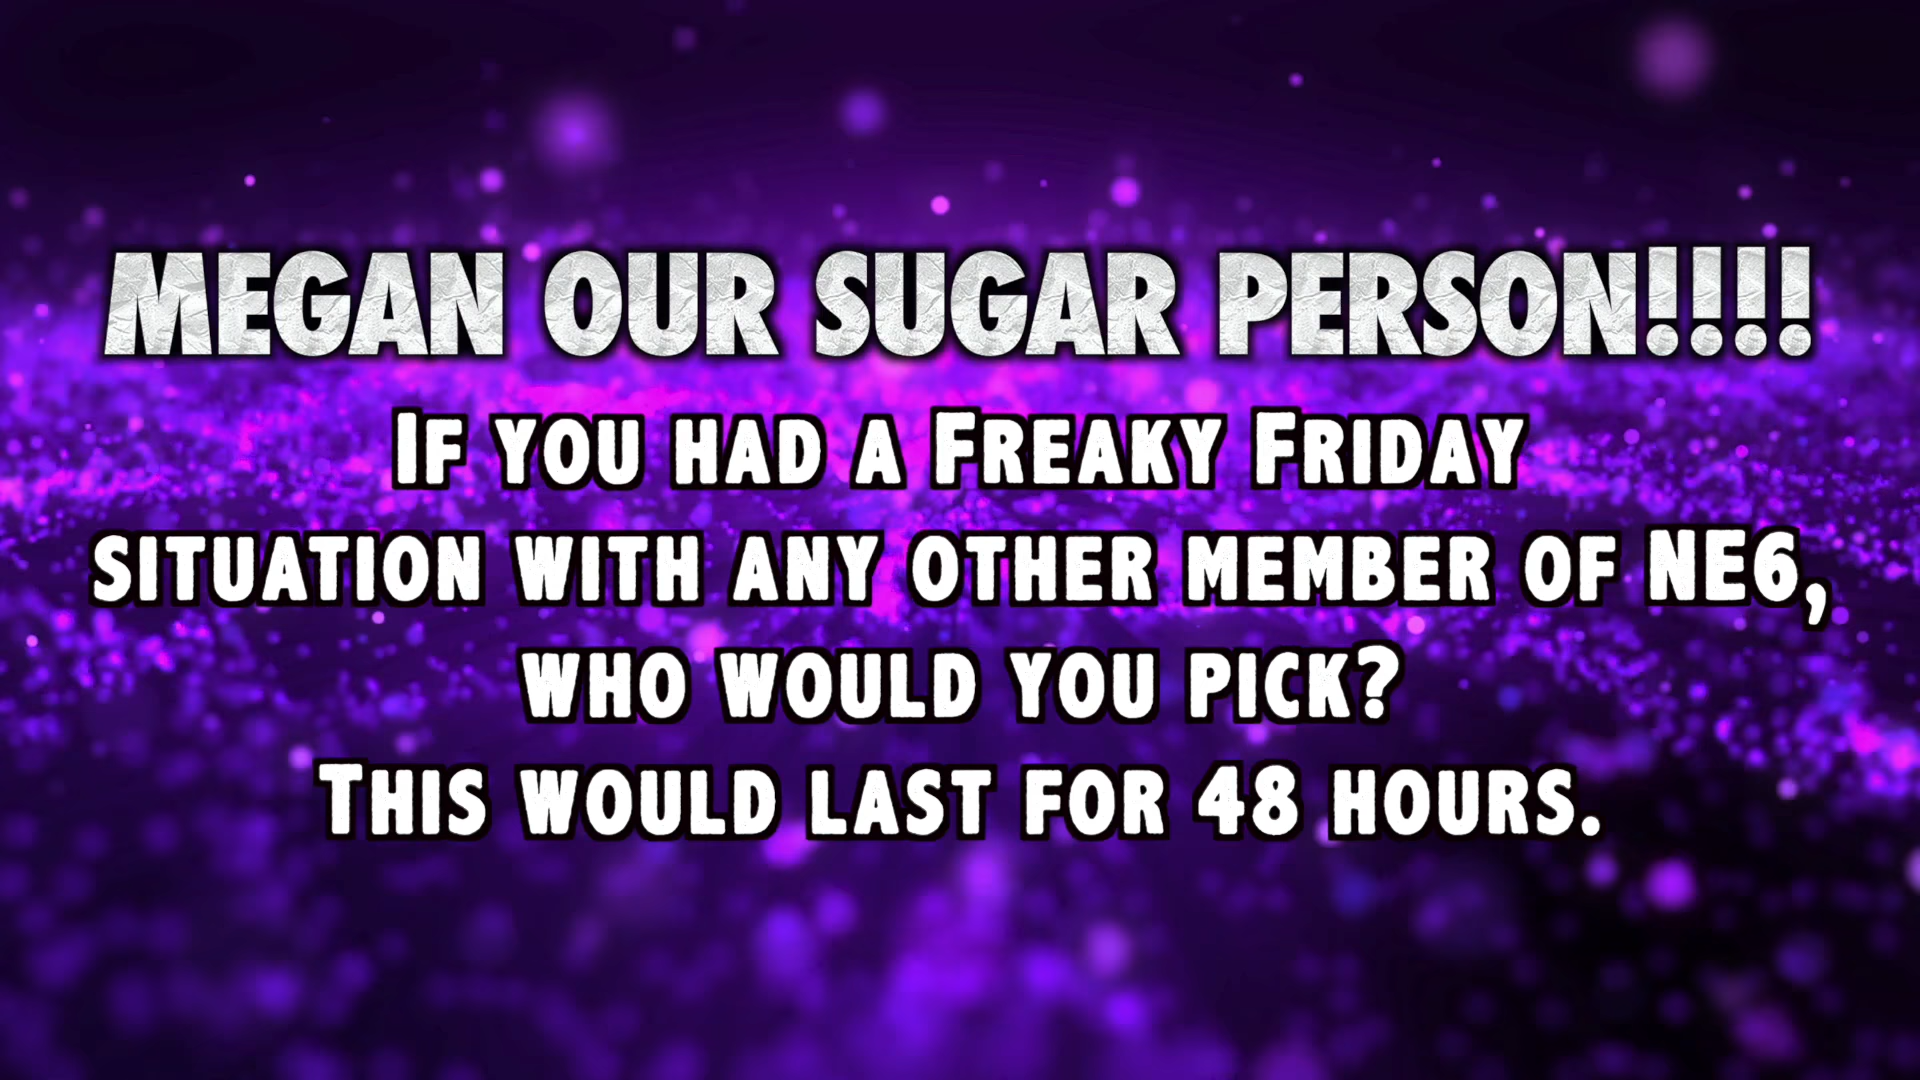 MEGAN OUR SUGAR PERSON!!!!
If you had a Freaky Friday
situation with any other member of NE6,
who would you pick?
This would last for 48 hours.